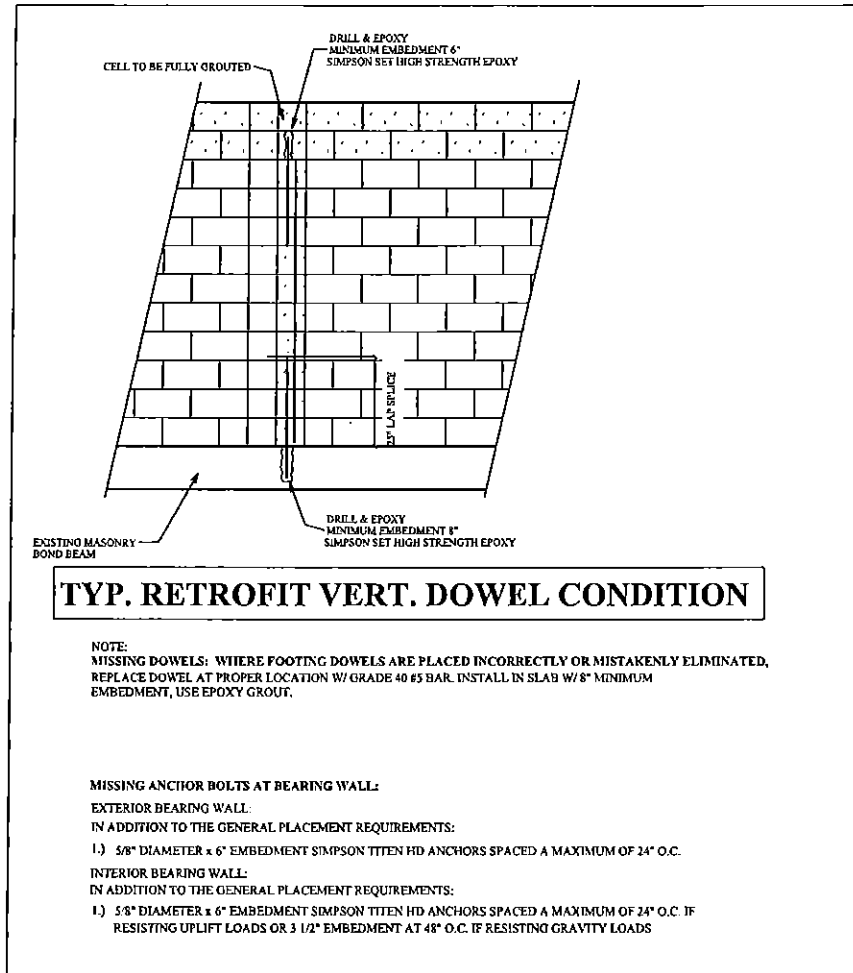 DRILL & EPOXY
MINIMUM EMBEDMENT 6"
SIMPSON SET HIGH STRENGTH EPOXY
CELL TO BE FULLY GROUTED
25" LAP SPLICE
DRILL & EPOXY
MINIMUM EMBEDMENT 8"
SIMPSON SET HIGH STRENGTH EPOXY
EXISTING MASONRY
BOND BEAM
TYP. RETROFIT VERT. DOWEL CONDITION
NOTE:
MISSING DOWELS: WHERE FOOTING DOWELS ARE PLACED INCORRECTLY OR MISTAKENLY ELIMINATED,
REPLACE DOWEL AT PROPER LOCATION W/ GRADE 40 #5 BAR. INSTALL IN SLAB W/ 8" MINIMUM
EMBEDMENT, USE EPOXY GROUT.
MISSING ANCHOR BOLTS AT BEARING WALL:
EXTERIOR BEARING WALL:
IN ADDITION TO THE GENERAL PLACEMENT REQUIREMENTS:
1.) 5/8" DIAMETER x 6" EMBEDMENT SIMPSON TITEN HD ANCHORS SPACED A MAXIMUM OF 24" O.C.
INTERIOR BEARING WALL:
IN ADDITION TO THE GENERAL PLACEMENT REQUIREMENTS:
1.) 5/8" DIAMETER x 6" EMBEDMENT SIMPSON TITEN HD ANCHORS SPACED A MAXIMUM OF 24" O.C. IF
RESISTING UPLIFT LOADS OR 3 1/2" EMBEDMENT AT 48" O.C. IF RESISTING GRAVITY LOADS